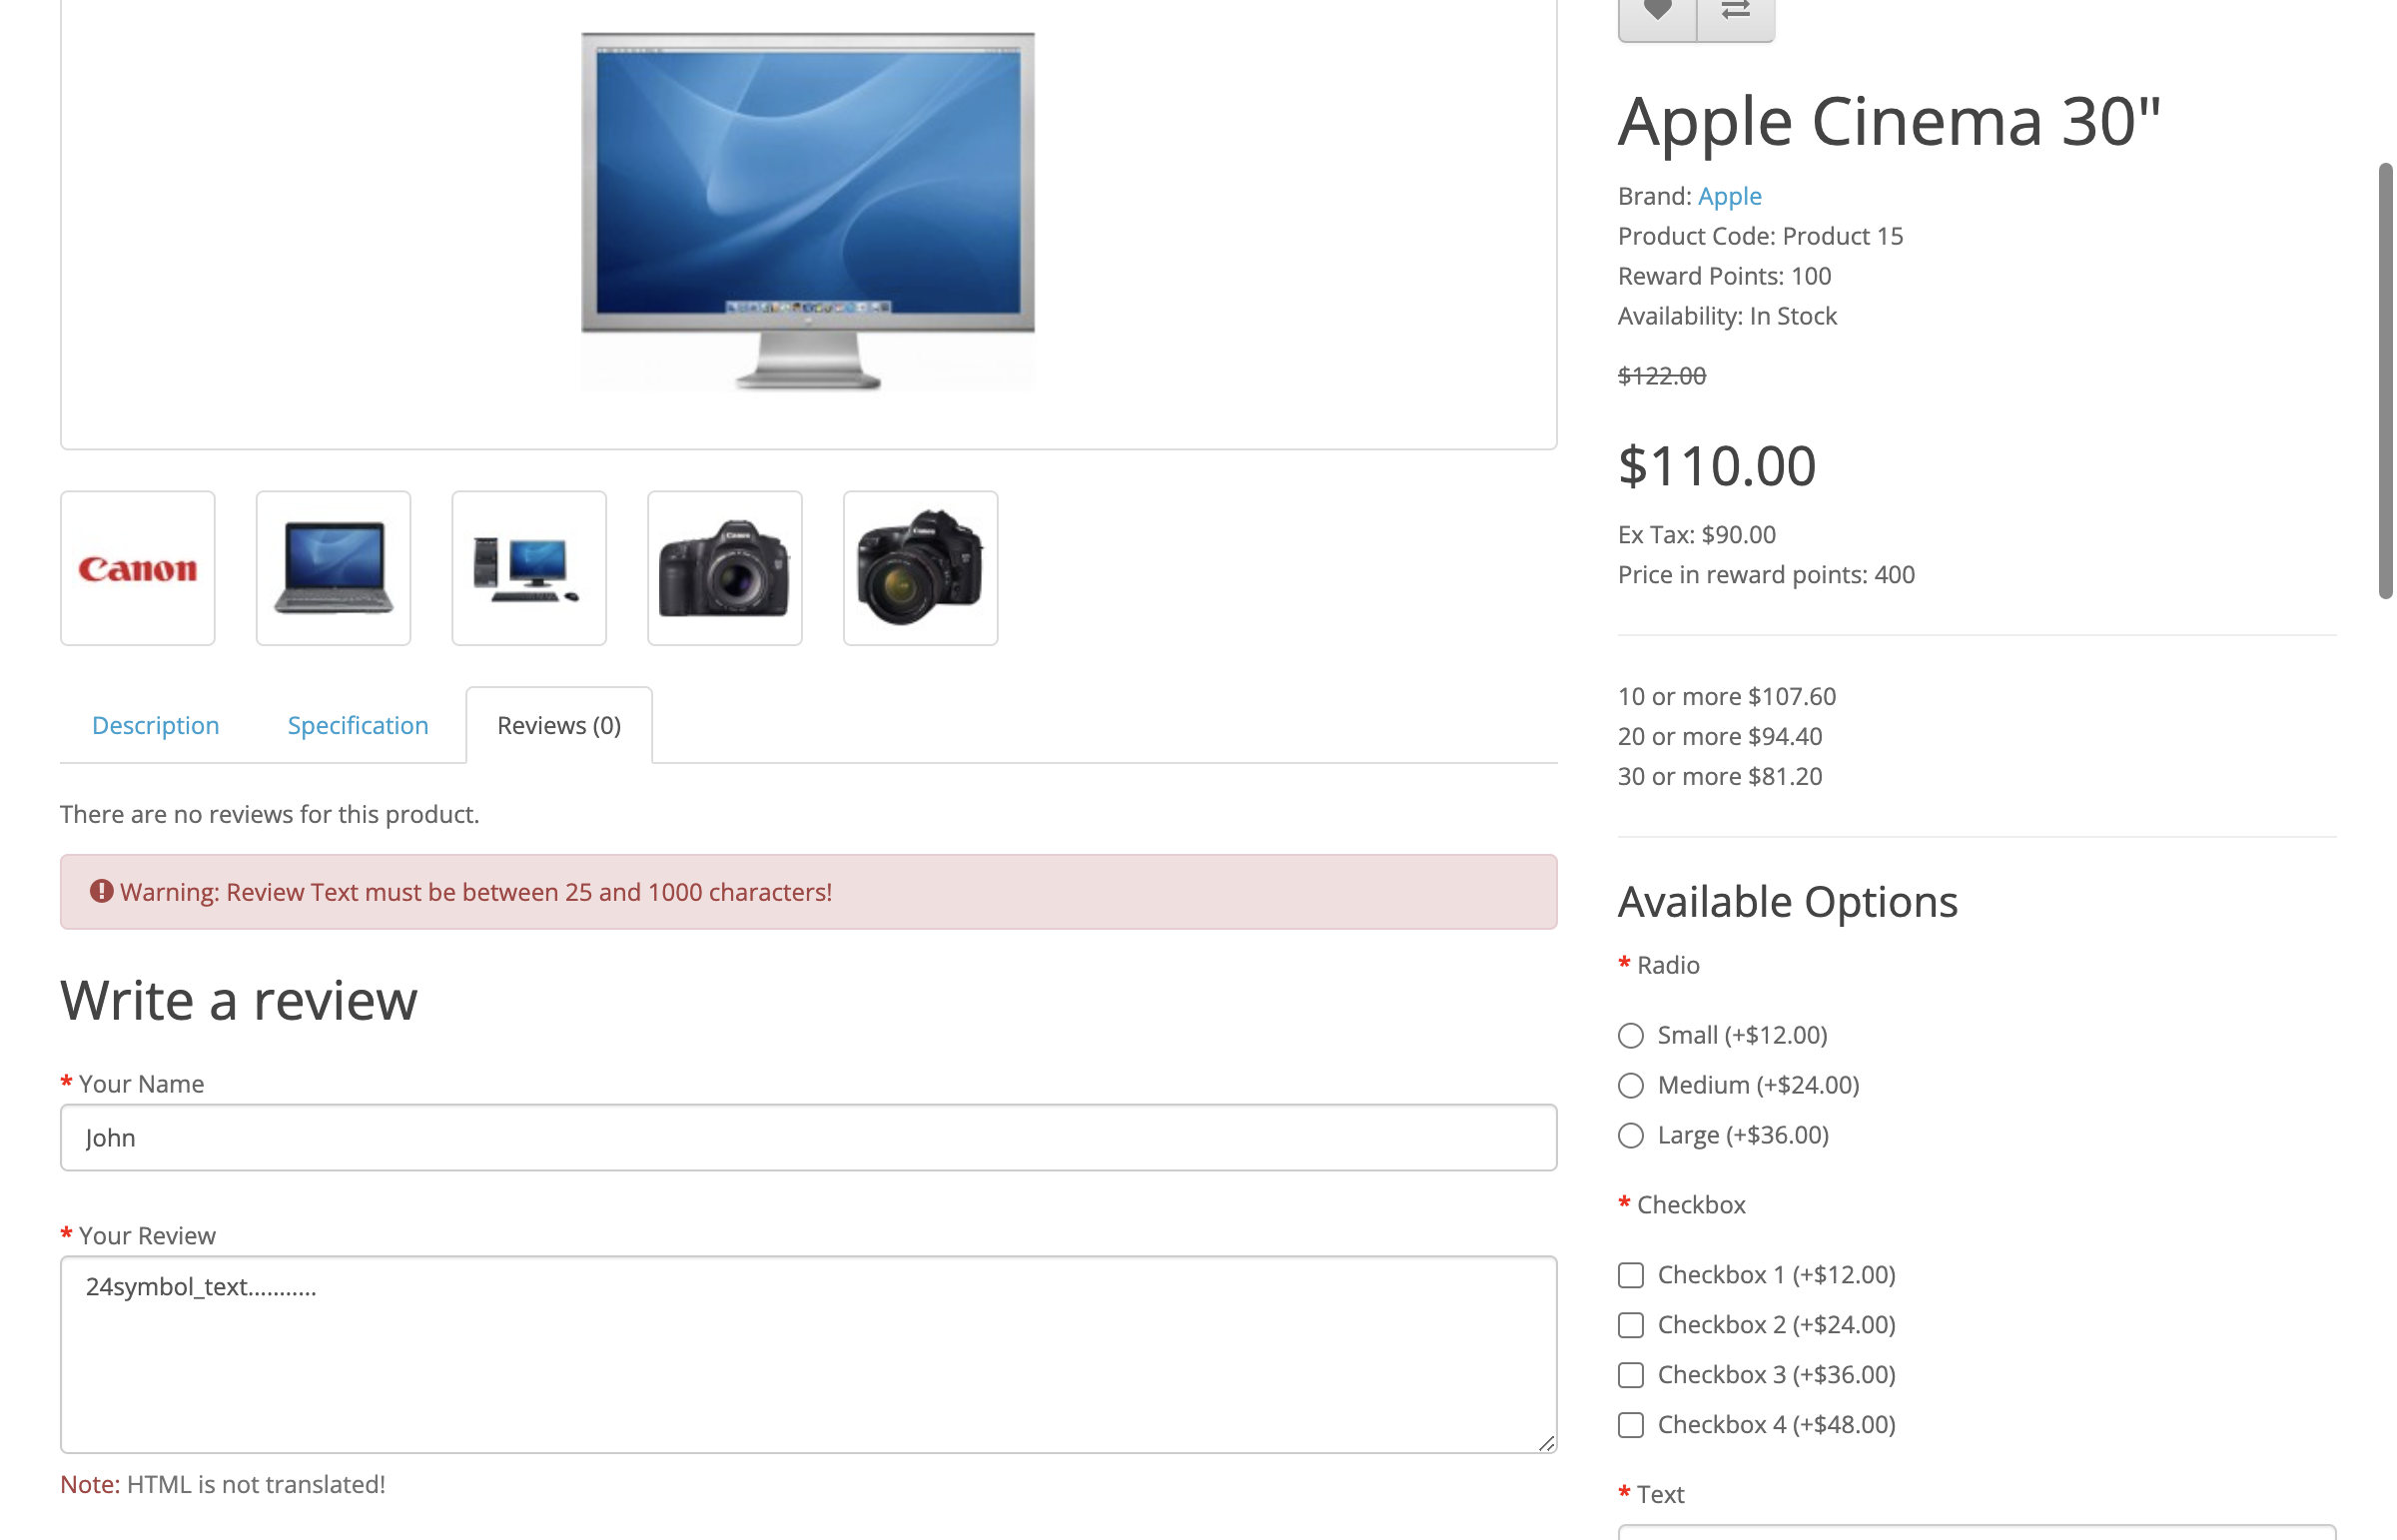 Canon
Description
Specification
Reviews (0)
There are no reviews for this product.
Warning: Review Text must be between 25 and 1000 characters!
Write a review
* Your Name
John
* Your Review
24symbol_text...........
Note: HTML is not translated!
Apple Cinema 30"
Brand: Apple
Product Code: Product 15
Reward Points: 100
Availability: In Stock
$122.00
$110.00
Ex Tax: $90.00
Price in reward points: 400
10 or more $107.60
20 or more $94.40
30 or more $81.20
Available Options
* Radio
Small (+$12.00)
Medium (+$24.00)
Large (+$36.00)
* Checkbox
Checkbox 1 (+$12.00)
Checkbox 2 (+$24.00)
Checkbox 3 (+$36.00)
Checkbox 4 (+$48.00)
* Text